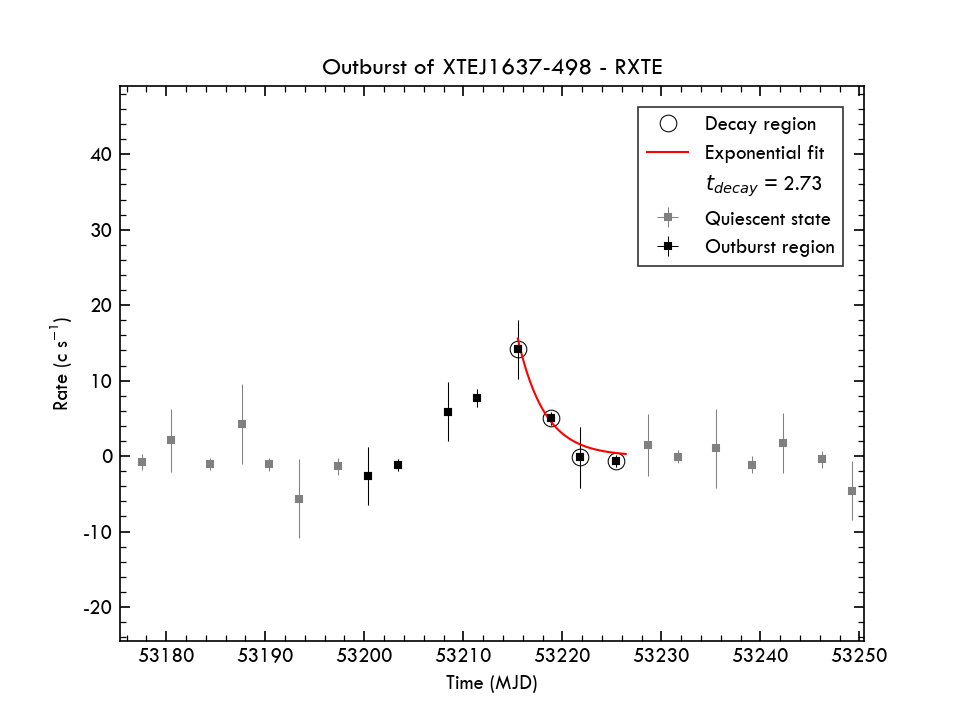 Outburst of XTEJ1637-498 - RXTE
Decay region
Exponential fit
t_decay = 2.73
Quiescent state
Outburst region
Rate (c s⁻¹)
40
30
20
10
0
-10
-20
53180 53190 53200 53210 53220 53230 53240 53250
Time (MJD)